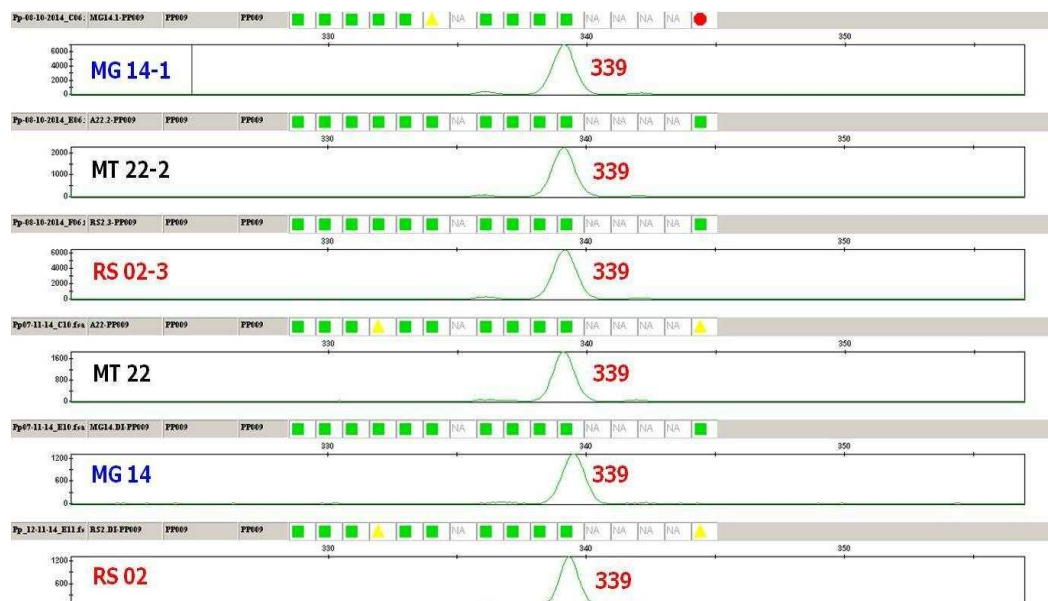 Pp-08-10-2014_C06: MG14.1-PP009 PP009 PP009 NA NA NA NA NA
330 340 350
6000
4000
2000
0
MG 14-1 339
Pp-08-10-2014_E06: A22.2-PP009 PP009 PP009 NA NA NA NA NA
330 340 350
2000
1000
0
MT 22-2 339
Pp-08-10-2014_F06: RS2.3-PP009 PP009 PP009 NA NA NA NA NA
330 340 350
6000
4000
2000
0
RS 02-3 339
Pp07-11-14_C10.fsa A22-PP009 PP009 PP009 NA NA NA NA NA
330 340 350
1600
800
0
MT 22 339
Pp07-11-14_E10.fsa MG14.DI-PP009 PP009 PP009 NA NA NA NA NA
330 340 350
1200
600
0
MG 14 339
Pp_12-11-14_E11.fs RS2.DI-PP009 PP009 PP009 NA NA NA NA NA
330 340 350
1200
600
RS 02 339